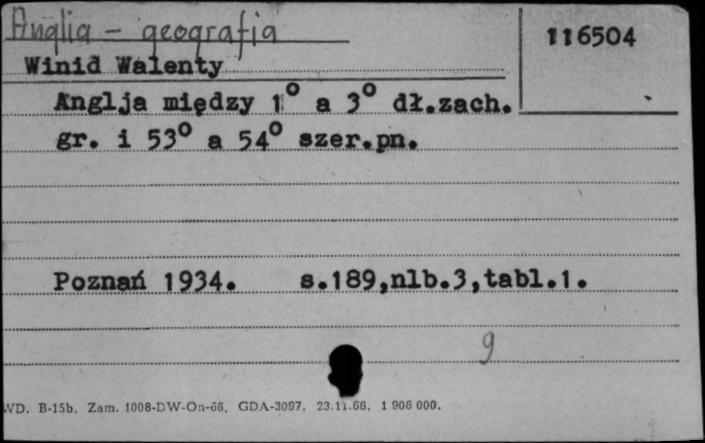 Anglia - geografia
116504
Winid Walenty
Anglja między 1° a 3° dł.zach.
gr. i 53° a 54° szer.pn.
Poznań 1934. s.189,nlb.3,tabl.1.
9
WD. B-15b. Zam. 1008-DW-On-66. GDA-3097. 23.11.66. 1 906 000.